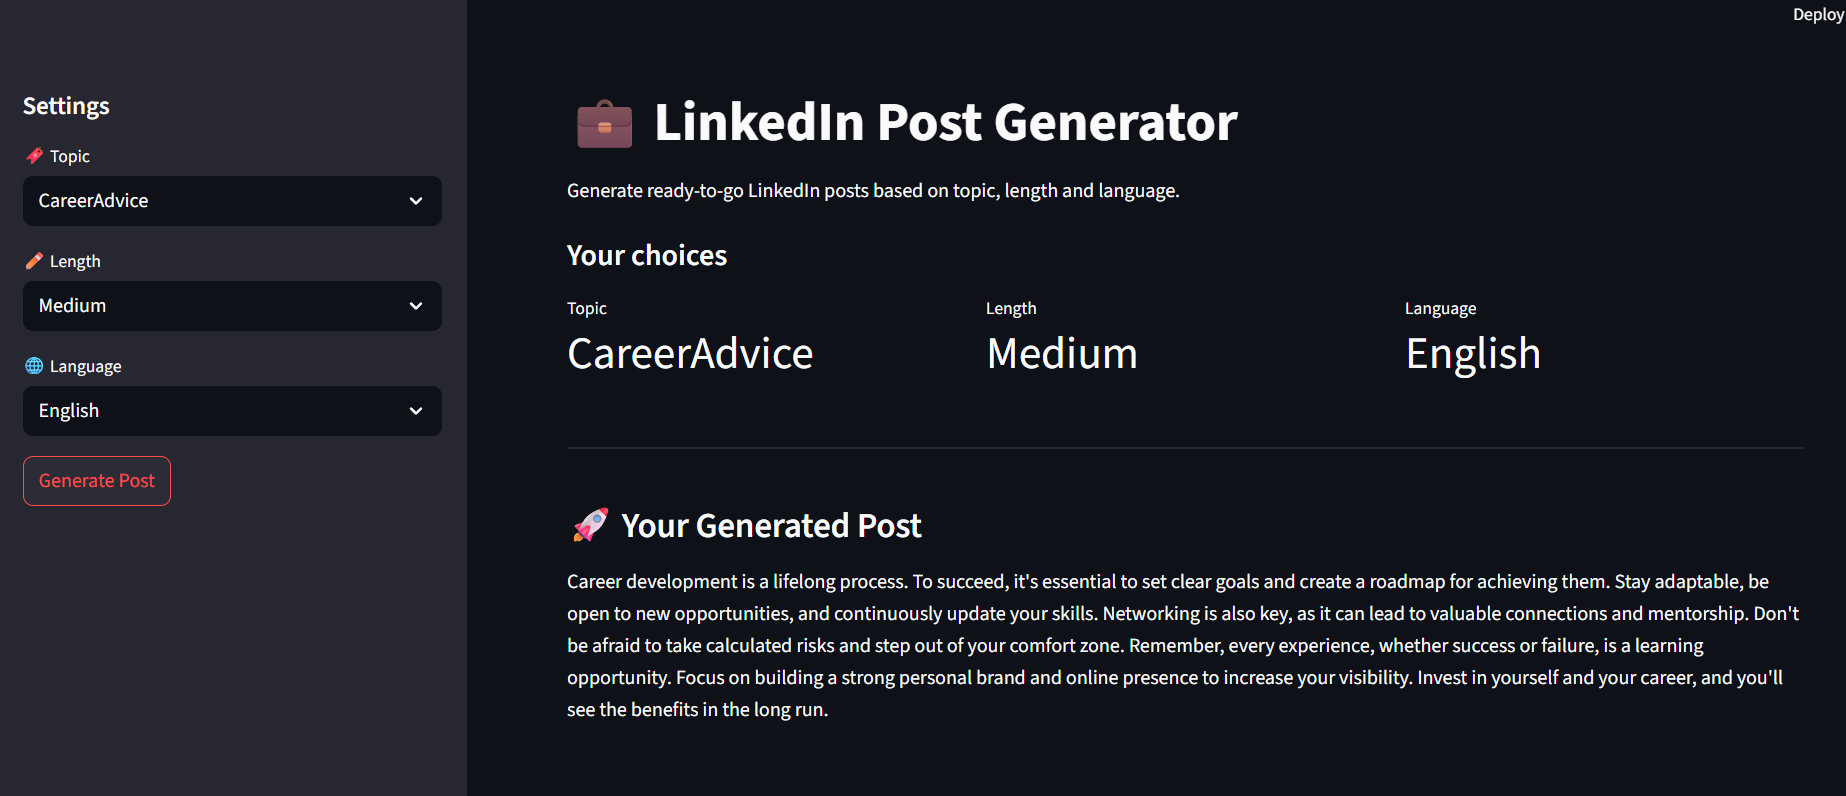 Deploy
Settings
Topic
CareerAdvice
Length
Medium
Language
English
Generate Post
LinkedIn Post Generator
Generate ready-to-go LinkedIn posts based on topic, length and language.
Your choices
Topic
Length
Language
CareerAdvice
Medium
English
Your Generated Post
Career development is a lifelong process. To succeed, it's essential to set clear goals and create a roadmap for achieving them. Stay adaptable, be
open to new opportunities, and continuously update your skills. Networking is also key, as it can lead to valuable connections and mentorship. Don't
be afraid to take calculated risks and step out of your comfort zone. Remember, every experience, whether success or failure, is a learning
opportunity. Focus on building a strong personal brand and online presence to increase your visibility. Invest in yourself and your career, and you'll
see the benefits in the long run.